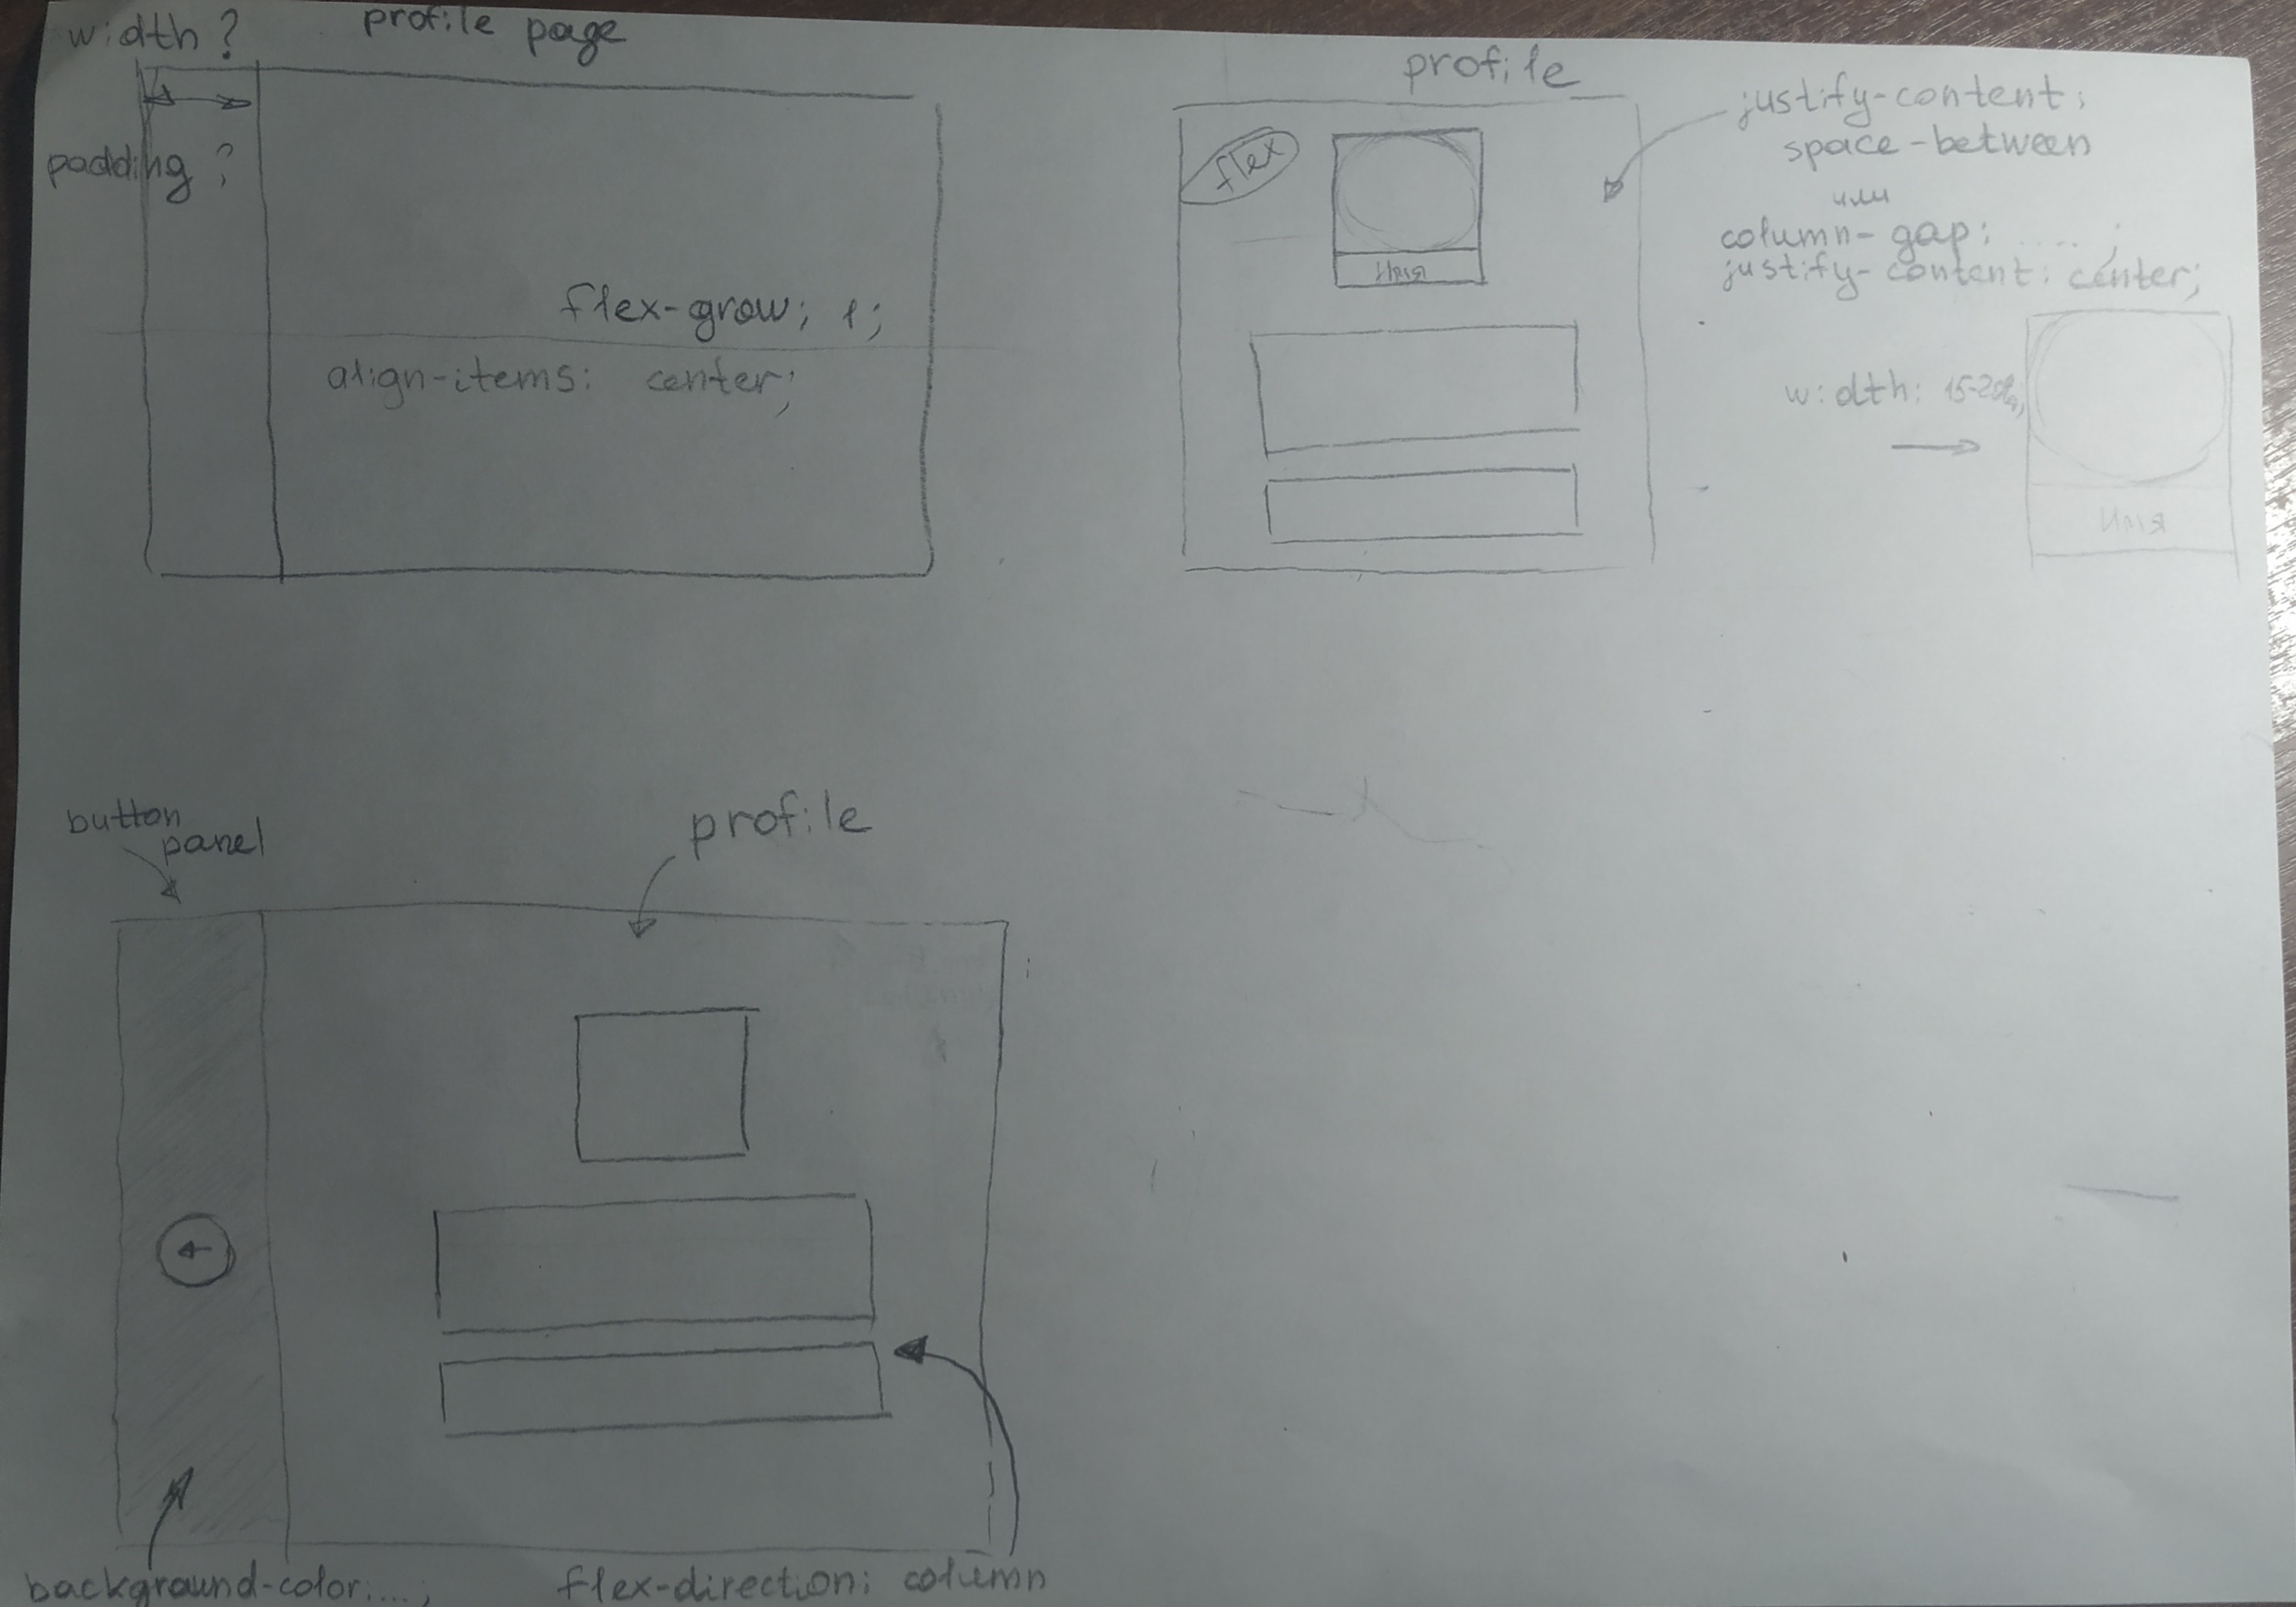 width ?
profile page
padding ?
flex-grow; 1;
align-items: center;
profile
flex
Имя
justify-content:
space-between
или
column-gap: ..... ;
justify-content: center;
width: 15-20%;
Имя
button
panel
profile
←
background-color:...;
flex-direction: column